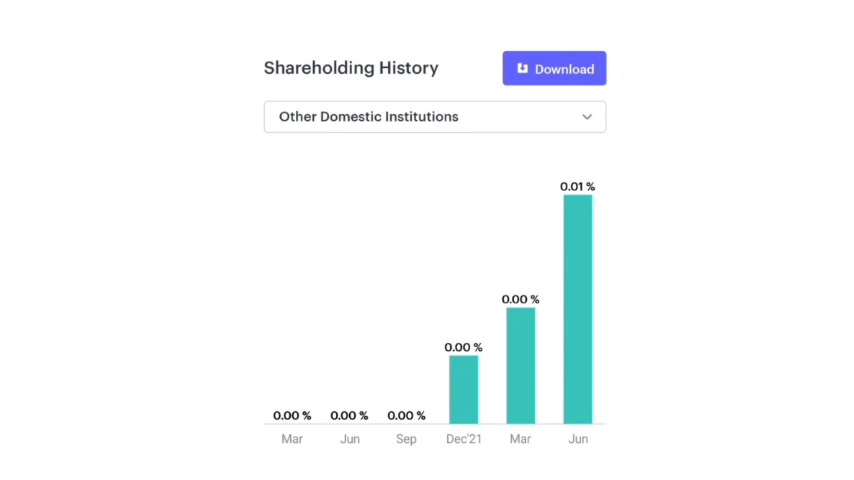 Shareholding History
Download
Other Domestic Institutions
0.01 %
0.00 %
0.00 %
0.00 % 0.00 % 0.00 %
Mar Jun Sep Dec'21 Mar Jun